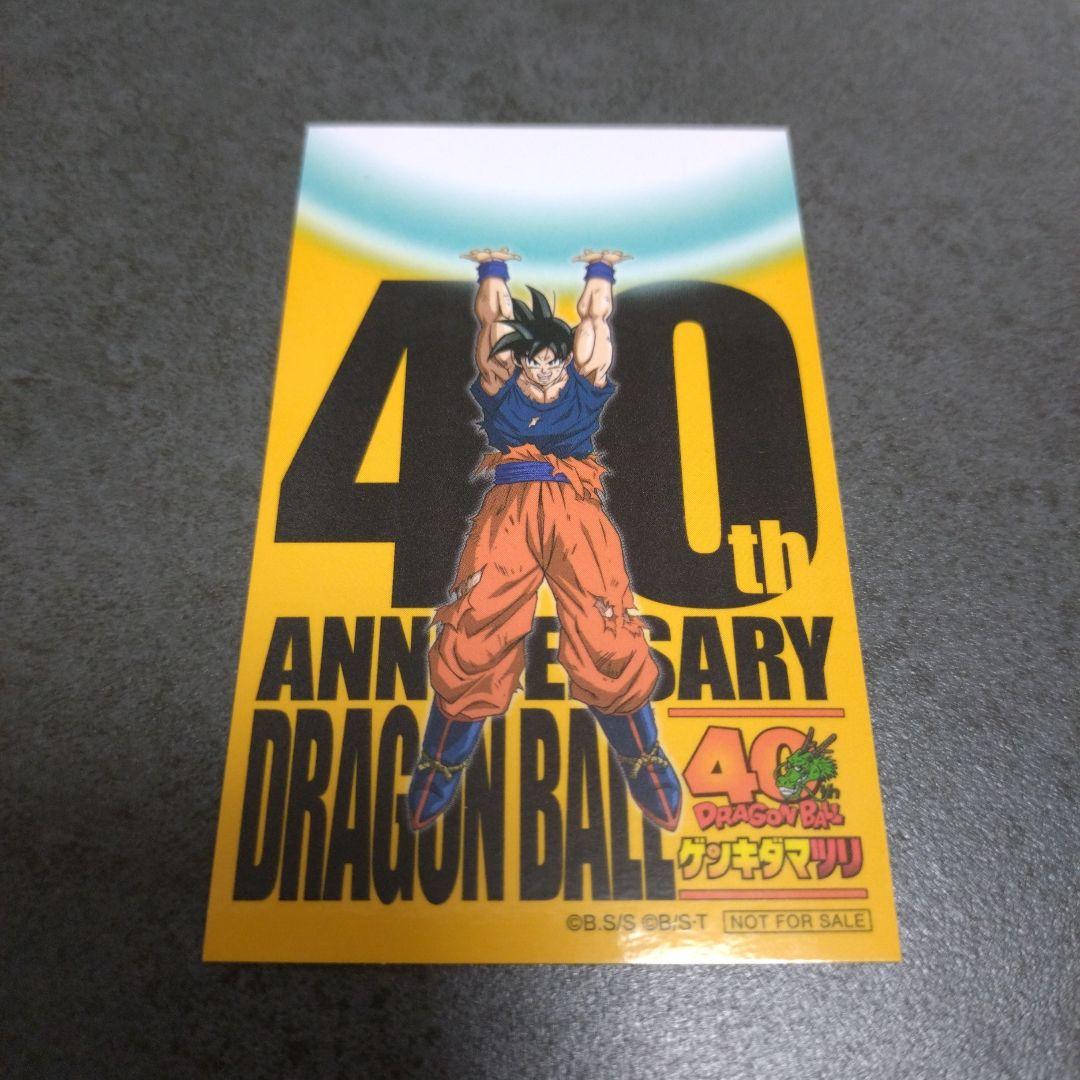 40th
ANNIVERSARY
DRAGON BALL
40th
DRAGON BALL
ゲンキダマツリ
©B.S/S ©B/S・T NOT FOR SALE